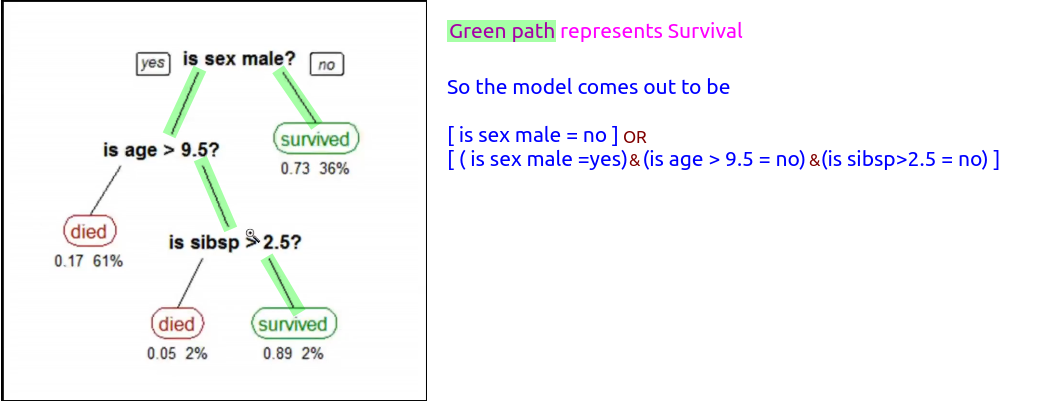 yes is sex male? no
is age > 9.5?
survived
0.73 36%
died
0.17 61%
is sibsp > 2.5?
died
0.05 2%
survived
0.89 2%
Green path represents Survival
So the model comes out to be
[ is sex male = no ] OR
[ ( is sex male =yes) & (is age > 9.5 = no) & (is sibsp>2.5 = no) ]